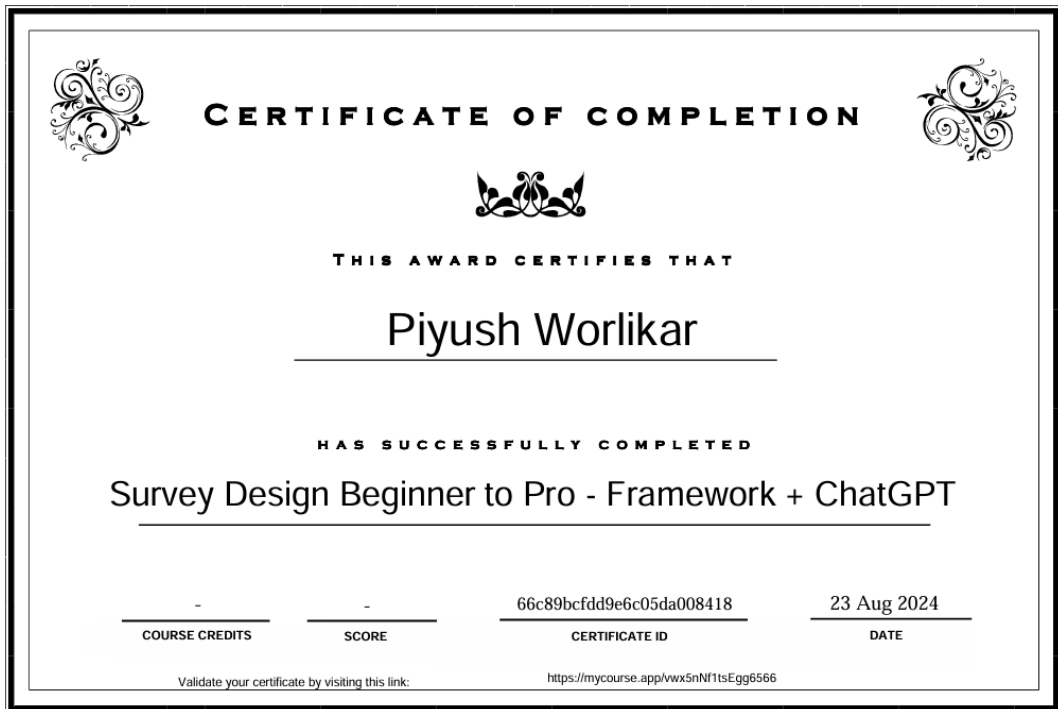 CERTIFICATE OF COMPLETION
THIS AWARD CERTIFIES THAT
Piyush Worlikar
HAS SUCCESSFULLY COMPLETED
Survey Design Beginner to Pro - Framework + ChatGPT
- - 66c89bcfdd9e6c05da008418 23 Aug 2024
COURSE CREDITS SCORE CERTIFICATE ID DATE
Validate your certificate by visiting this link: https://mycourse.app/vwx5nNf1tsEgg6566